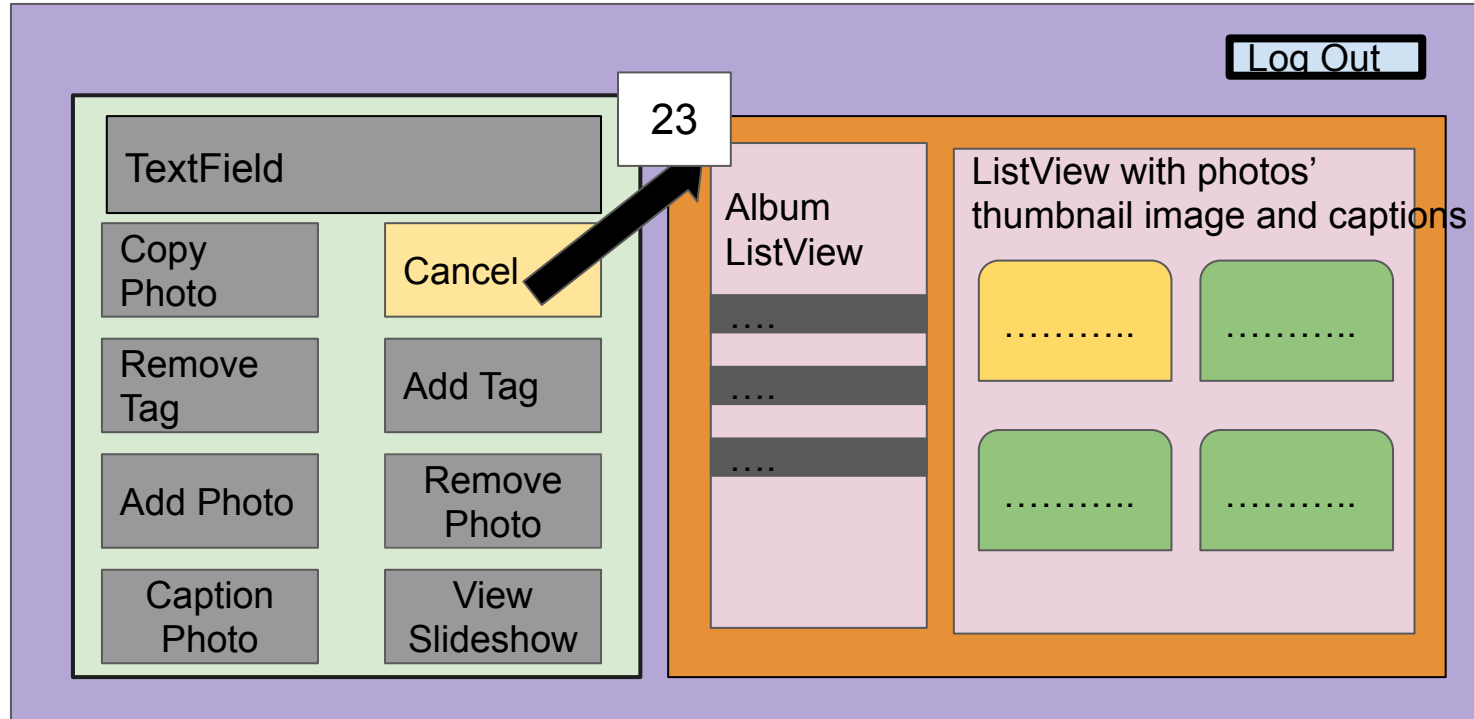 Log Out
23
TextField
Copy
Photo
Cancel
Remove
Tag
Add Tag
Add Photo
Remove
Photo
Caption
Photo
View
Slideshow
Album
ListView
....
....
....
ListView with photos’
thumbnail image and captions
...........
...........
...........
...........